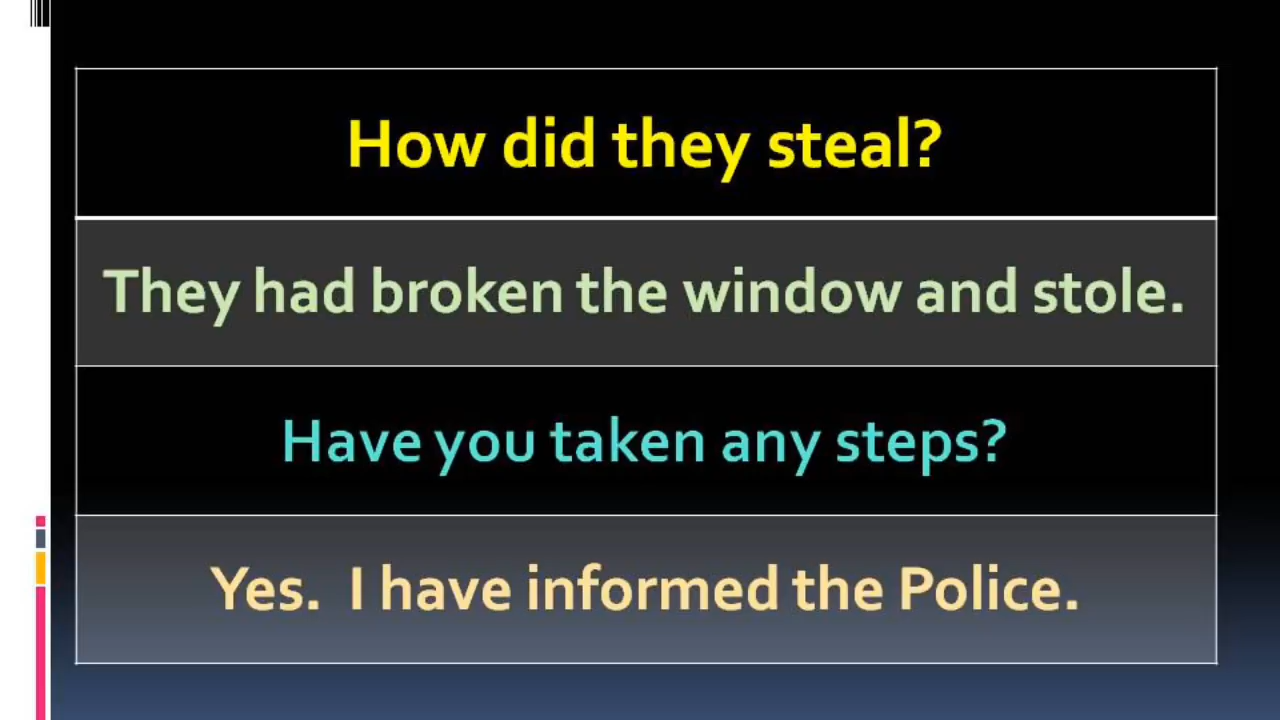 How did they steal?
They had broken the window and stole.
Have you taken any steps?
Yes.  I have informed the Police.